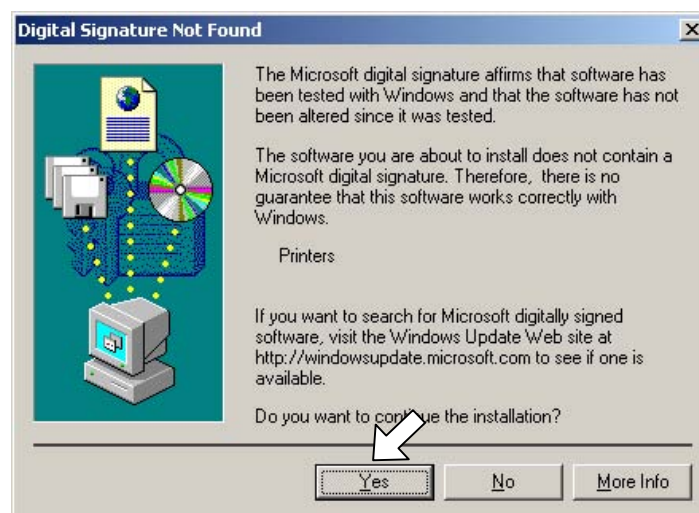 Digital Signature Not Found
The Microsoft digital signature affirms that software has
been tested with Windows and that the software has not
been altered since it was tested.
The software you are about to install does not contain a
Microsoft digital signature. Therefore, there is no
guarantee that this software works correctly with
Windows.
Printers
If you want to search for Microsoft digitally signed
software, visit the Windows Update Web site at
http://windowsupdate.microsoft.com to see if one is
available.
Do you want to continue the installation?
Yes No More Info